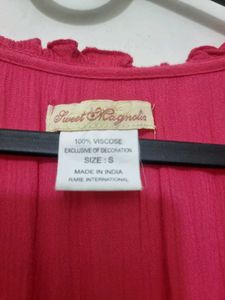 Sweet Magnolia
100% VISCOSE
EXCLUSIVE OF DECORATION
SIZE : S
MADE IN INDIA
RARE INTERNATIONAL